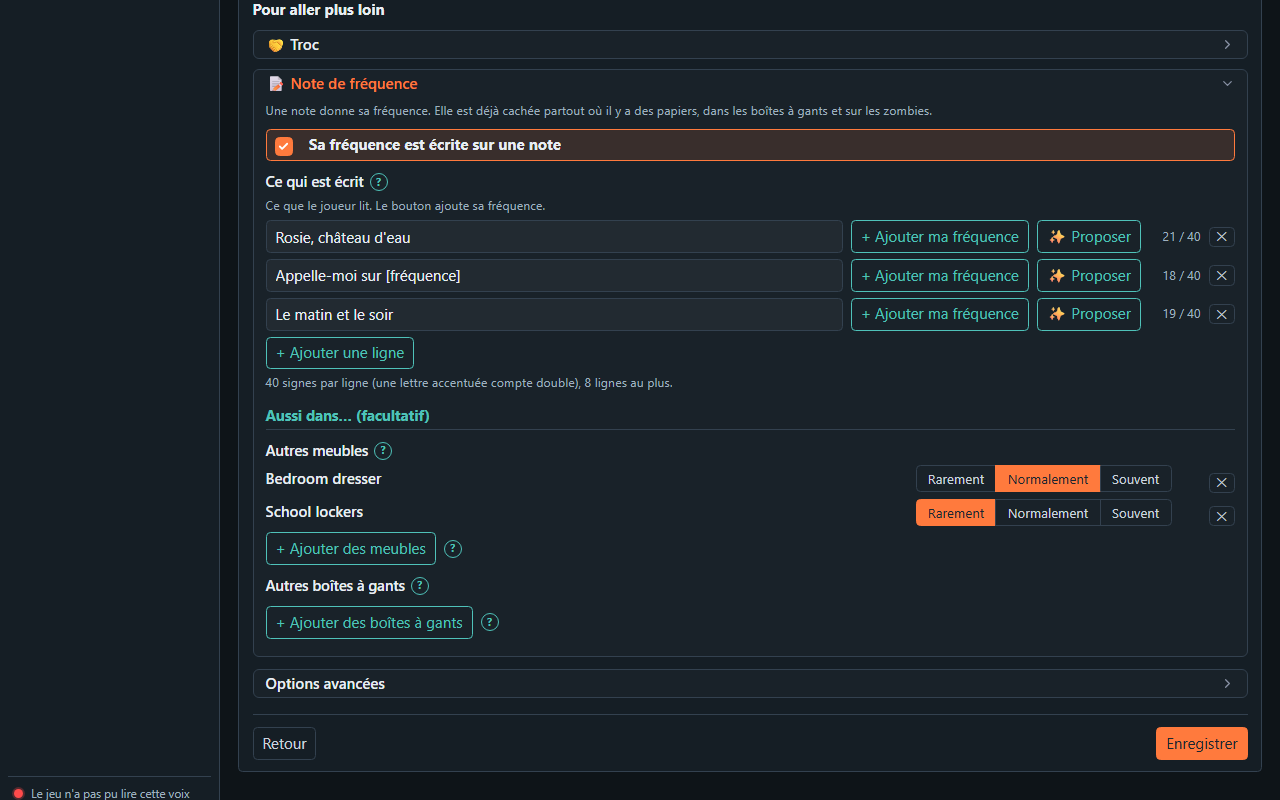 Pour aller plus loin
🤝 Troc
📝 Note de fréquence
Une note donne sa fréquence. Elle est déjà cachée partout où il y a des papiers, dans les boîtes à gants et sur les zombies.
Sa fréquence est écrite sur une note
Ce qui est écrit ?
Ce que le joueur lit. Le bouton ajoute sa fréquence.
Rosie, château d'eau + Ajouter ma fréquence ✨ Proposer 21 / 40 ✕
Appelle-moi sur [fréquence] + Ajouter ma fréquence ✨ Proposer 18 / 40 ✕
Le matin et le soir + Ajouter ma fréquence ✨ Proposer 19 / 40 ✕
+ Ajouter une ligne
40 signes par ligne (une lettre accentuée compte double), 8 lignes au plus.
Aussi dans... (facultatif)
Autres meubles ?
Bedroom dresser Rarement Normalement Souvent ✕
School lockers Rarement Normalement Souvent ✕
+ Ajouter des meubles ?
Autres boîtes à gants ?
+ Ajouter des boîtes à gants ?
Options avancées
Retour Enregistrer
Le jeu n'a pas pu lire cette voix